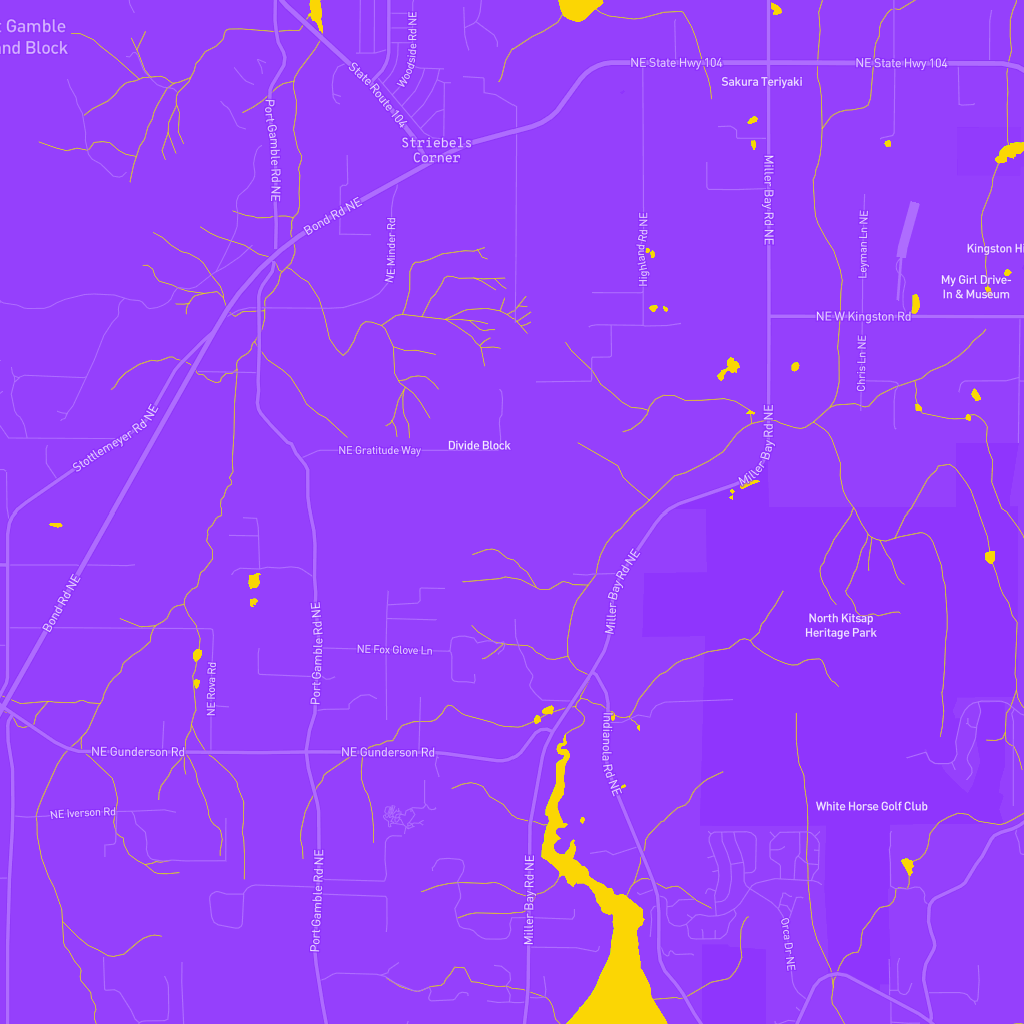 Gamble
and Block
Woodside Rd NE
State Route 104
NE State Hwy 104
NE State Hwy 104
Sakura Teriyaki
Port Gamble Rd NE
Striebels
Corner
Miller Bay Rd NE
Bond Rd NE
NE Minder Rd
Highland Rd NE
Leyman Ln NE
Kingston Hi
My Girl Drive-
In & Museum
NE W Kingston Rd
Chris Ln NE
Stottlemeyer Rd NE
NE Gratitude Way
Divide Block
Miller Bay Rd NE
Miller Bay Rd NE
Bond Rd NE
Port Gamble Rd NE
North Kitsap
Heritage Park
NE Fox Glove Ln
NE Rova Rd
Indianola Rd NE
NE Gunderson Rd
NE Gunderson Rd
NE Iverson Rd
White Horse Golf Club
Port Gamble Rd NE
Miller Bay Rd NE
Orca Dr NE